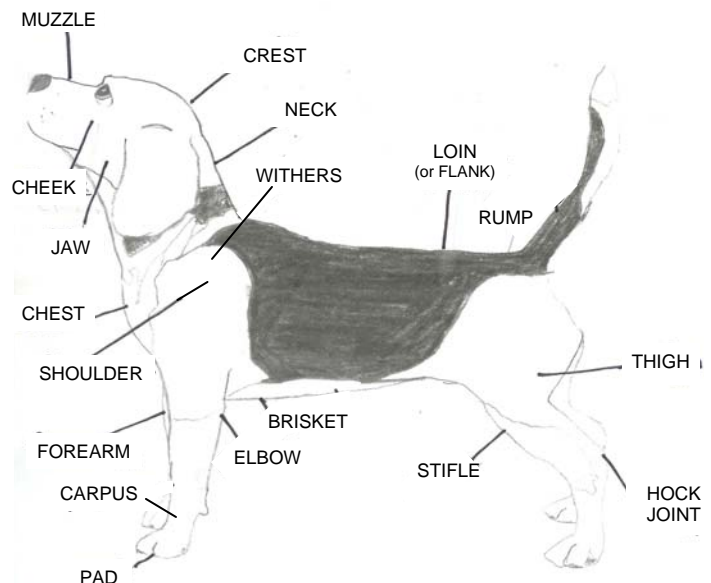 MUZZLE
CREST
NECK
LOIN
(or FLANK)
WITHERS
CHEEK
RUMP
JAW
CHEST
THIGH
SHOULDER
BRISKET
FOREARM
ELBOW
STIFLE
CARPUS
HOCK
JOINT
PAD